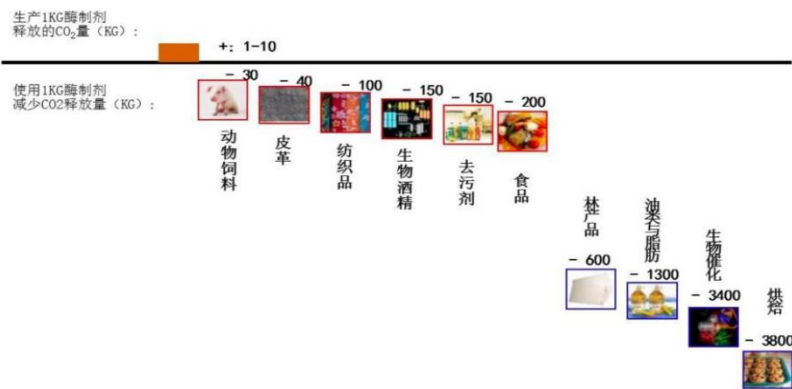 生产1KG酶制剂
释放的CO₂量（KG）:
+: 1-10
使用1KG酶制剂
减少CO2释放量（KG）:
- 30
- 40
- 100
- 150
- 150
- 200
动物饲料
皮革
纺织品
生物酒精
去污剂
食品
林产品
油类与脂肪
生物催化
烘焙
- 600
- 1300
- 3400
- 3800